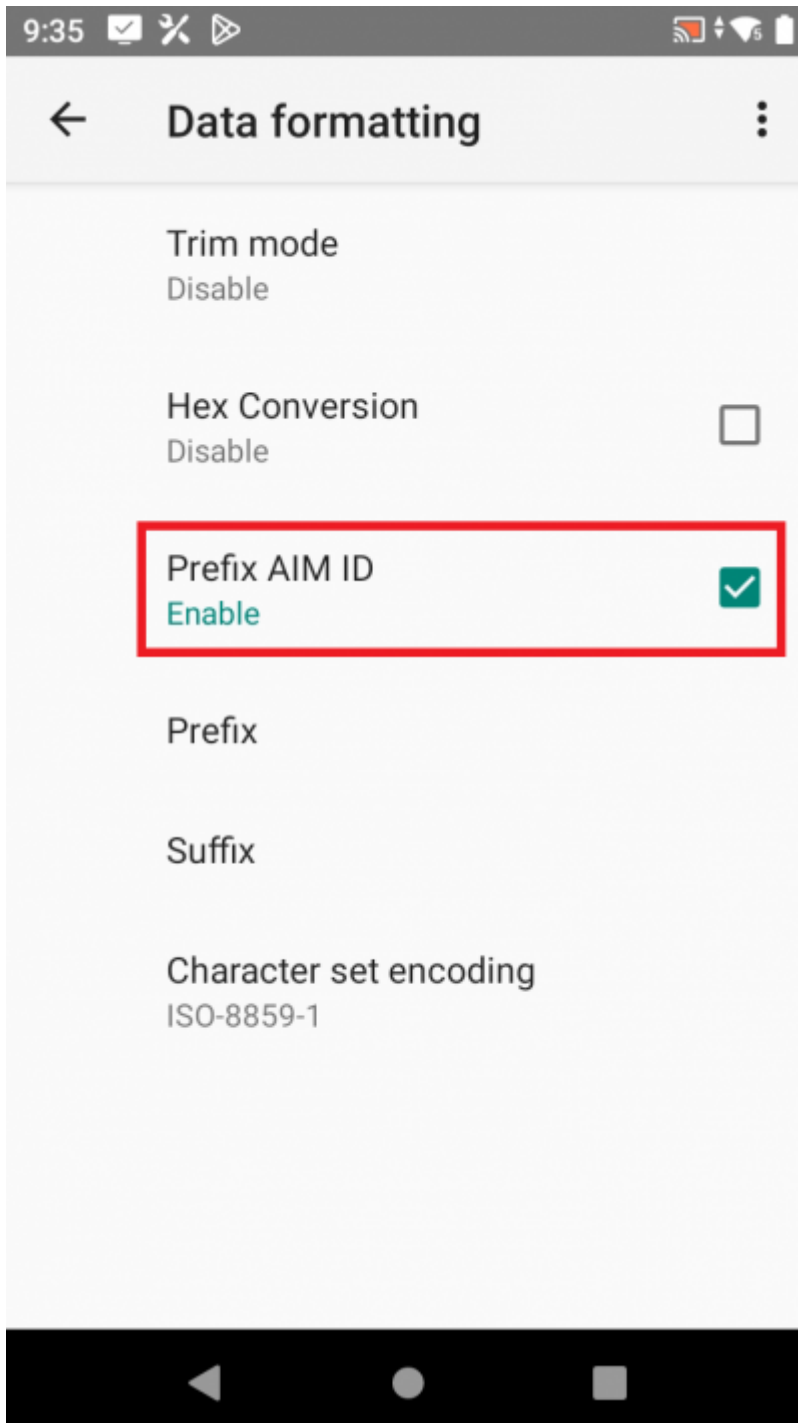 9:35
5
Data formatting
Trim mode
Disable
Hex Conversion
Disable
Prefix AIM ID
Enable
Prefix
Suffix
Character set encoding
ISO-8859-1